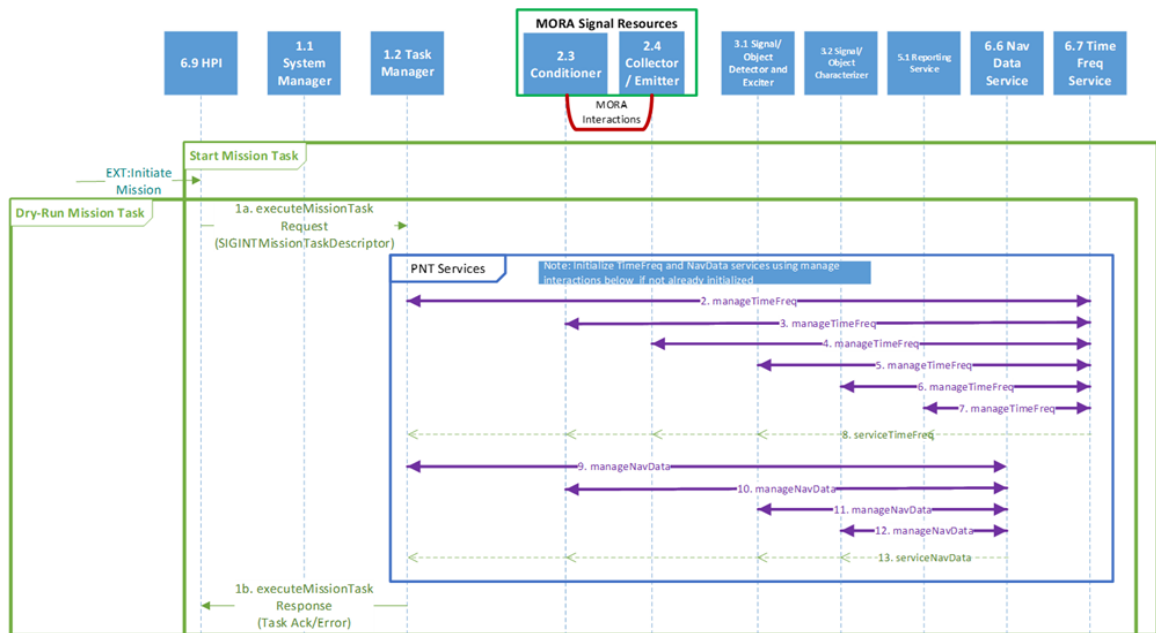 MORA Signal Resources
6.9 HPI
1.1
System
Manager
1.2 Task
Manager
2.3
Conditioner
2.4
Collector
/ Emitter
3.1 Signal/
Object
Detector and
Exciter
3.2 Signal/
Object
Characterizer
5.1 Reporting
Service
6.6 Nav
Data
Service
6.7 Time
Freq
Service
MORA
Interactions
Start Mission Task
EXT:Initiate
Mission
Dry-Run Mission Task
1a. executeMissionTask
Request
(SIGINTMissionTaskDescriptor)
PNT Services
Note: Initialize TimeFreq and NavData services using manage
interactions below if not already initialized
2. manageTimeFreq
3. manageTimeFreq
4. manageTimeFreq
5. manageTimeFreq
6. manageTimeFreq
7. manageTimeFreq
8. serviceTimeFreq
9. manageNavData
10. manageNavData
11. manageNavData
12. manageNavData
13. serviceNavData
1b. executeMissionTask
Response
(Task Ack/Error)